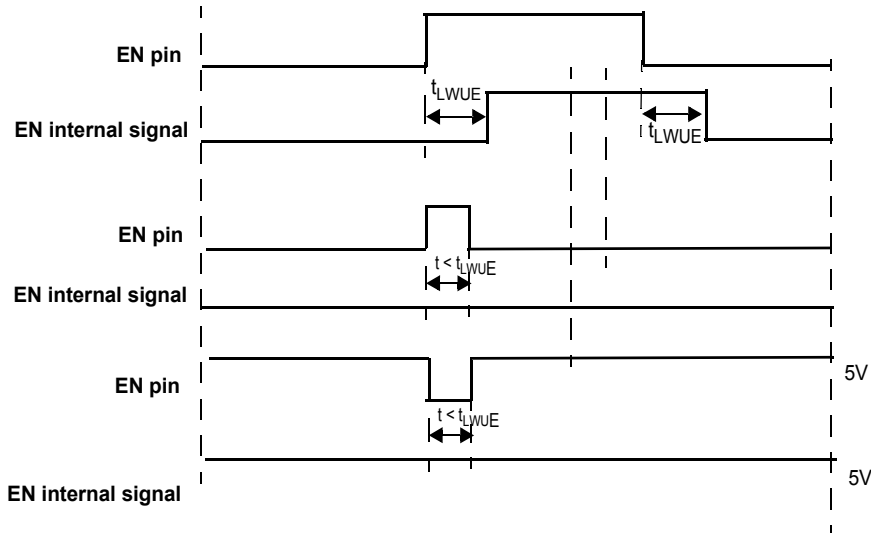 EN pin
tLWUE
EN internal signal
tLWUE
EN pin
t < tLWUE
EN internal signal
5V
EN pin
t < tLWUE
5V
EN internal signal